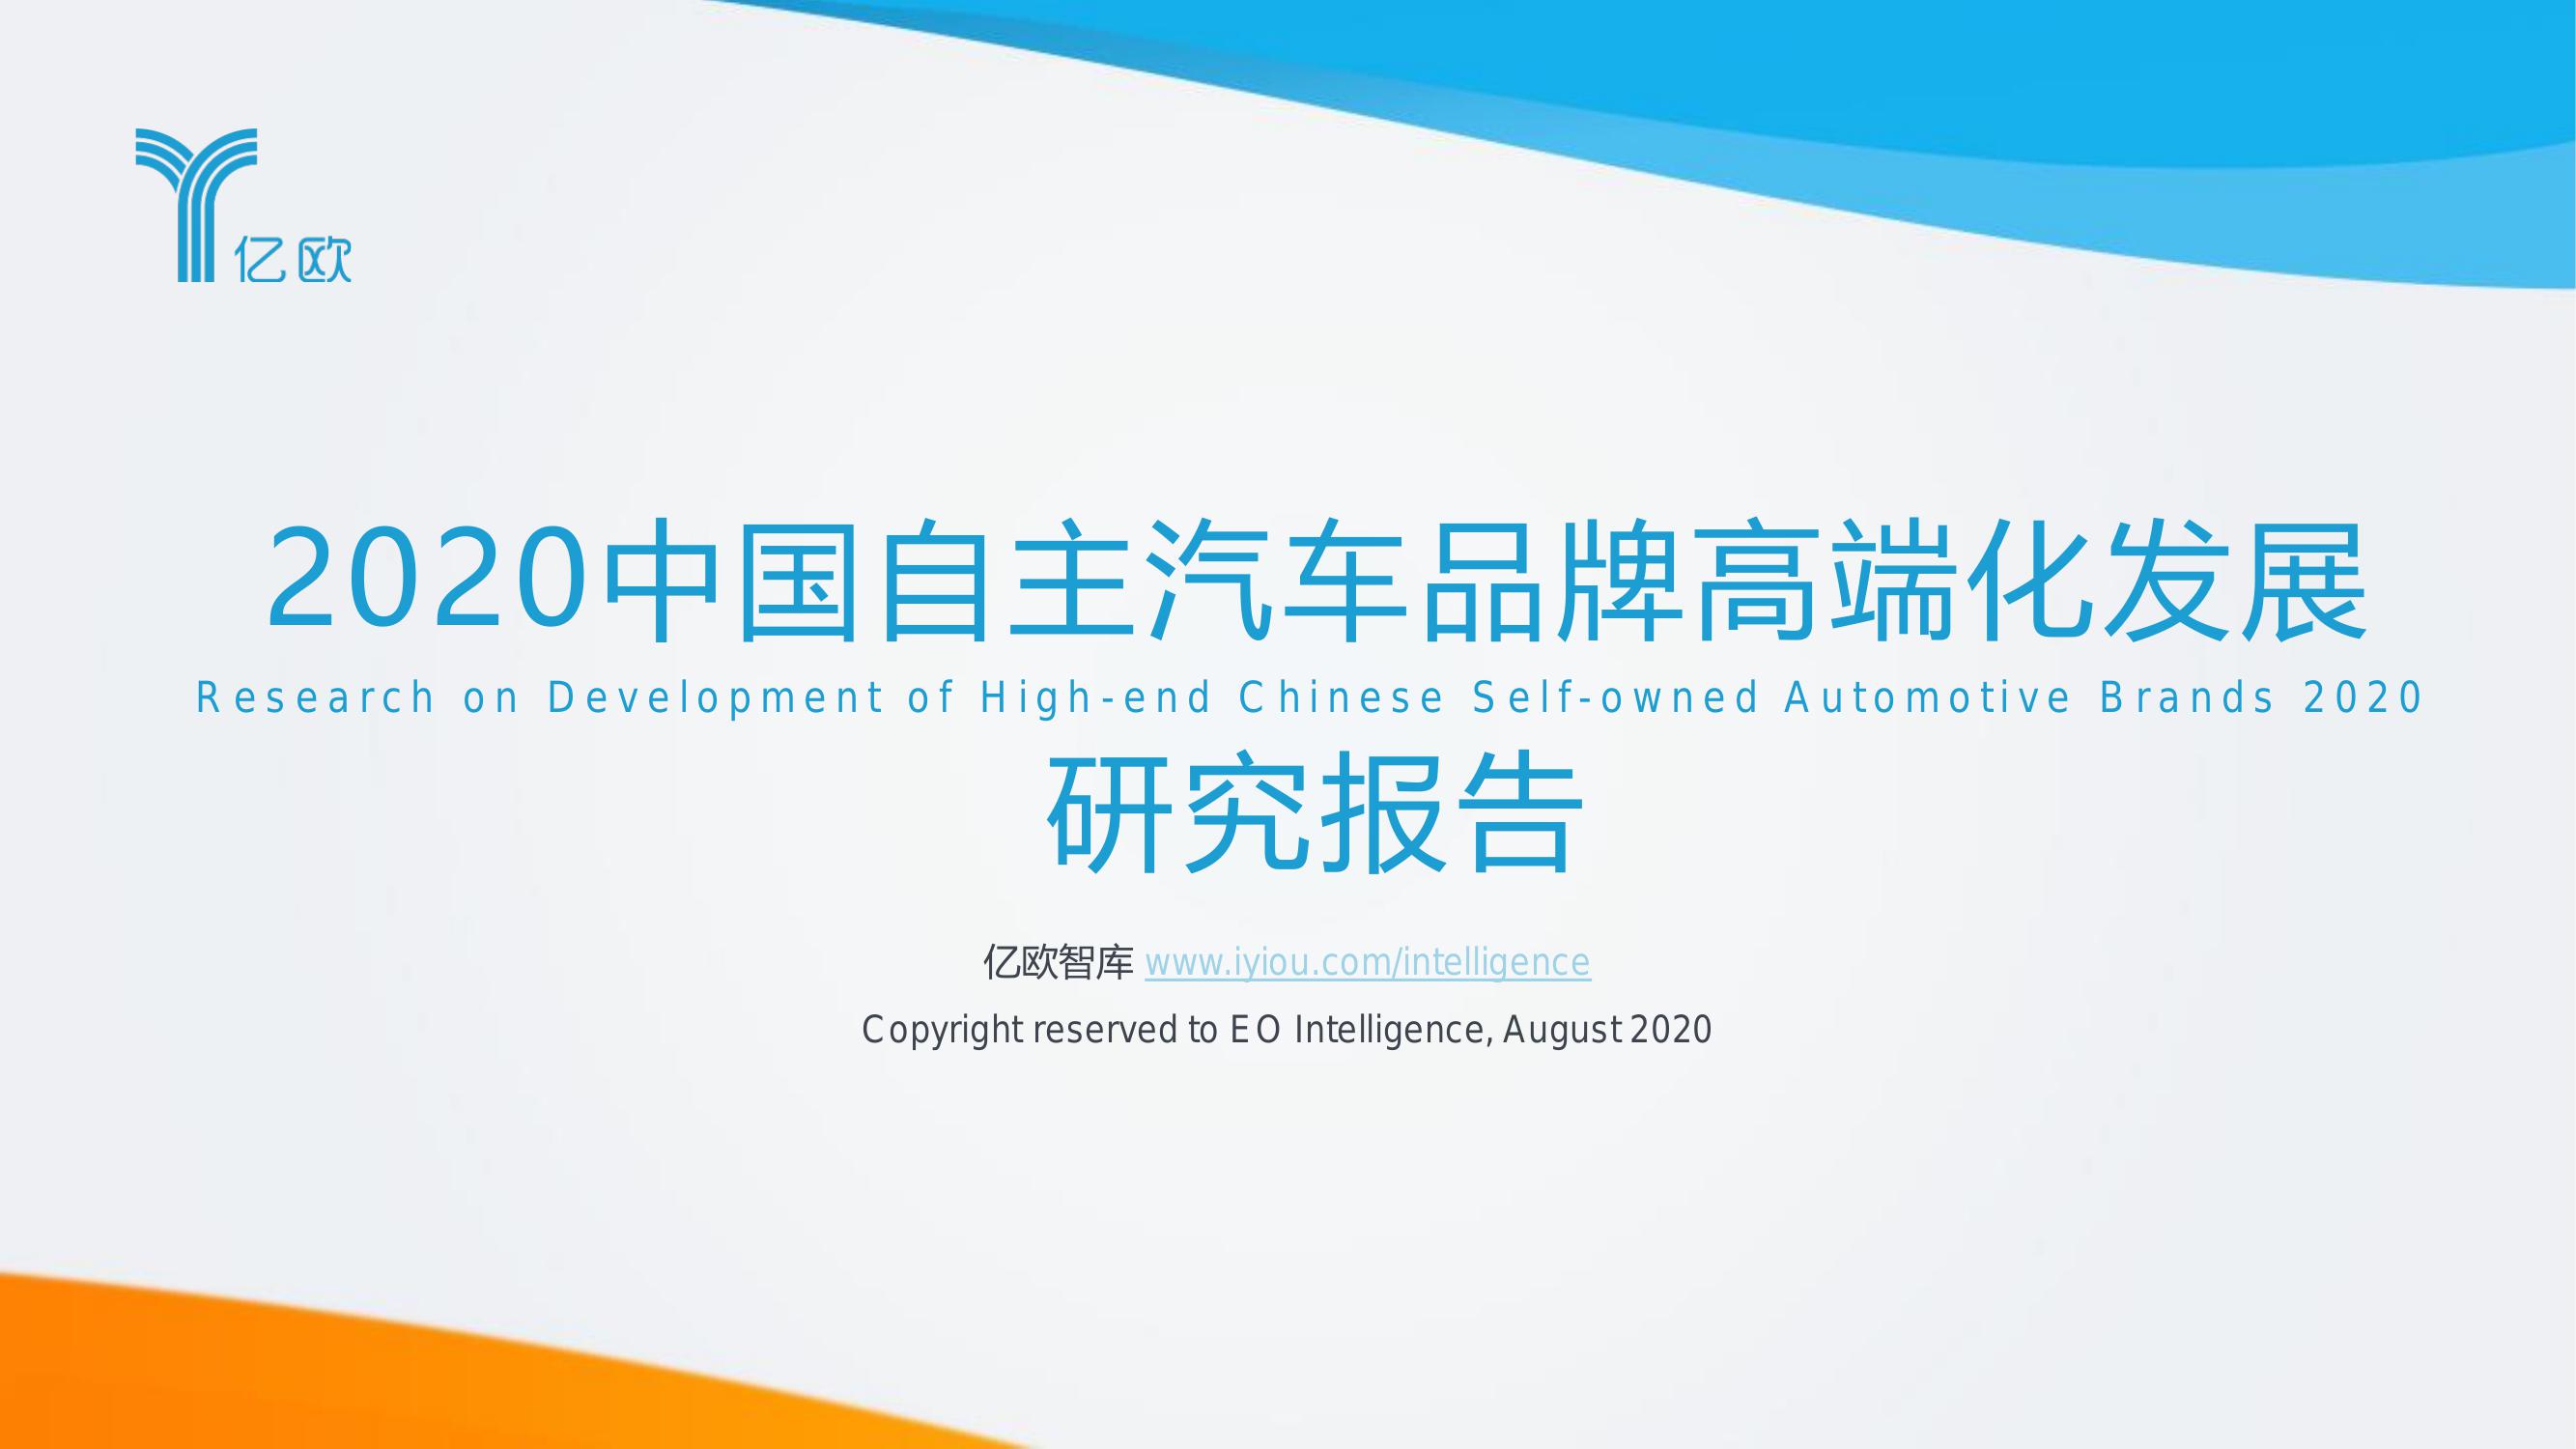 亿欧
2020中国自主汽车品牌高端化发展
Research on Development of High-end Chinese Self-owned Automotive Brands 2020
研究报告
亿欧智库 www.iyiou.com/intelligence
Copyright reserved to EO Intelligence, August 2020